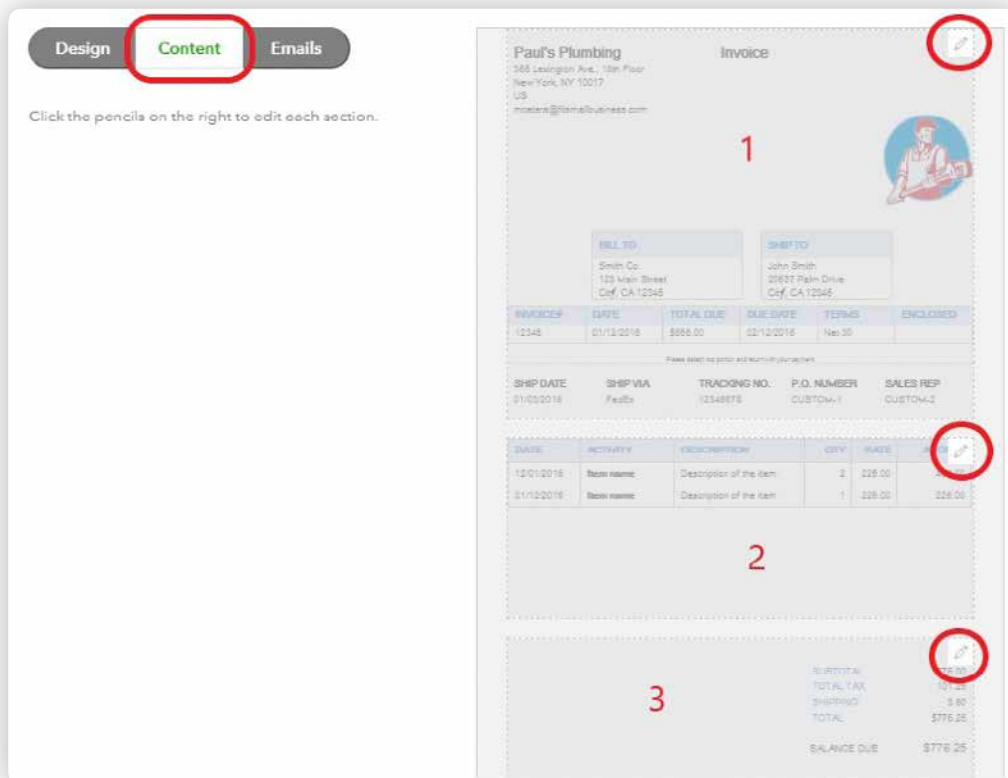 Design Content Emails
Click the pencils on the right to edit each section.
Paul's Plumbing Invoice
Ave., Floor
New York, NY 10017
US
1
BILL TO SHIP TO
Smith Co. John Smith
123 Main Street 20637 Palm Drive
City, CA 12345 City, CA 12345
INVOICE# DATE TOTAL DUE DUE DATE TERMS ENCLOSED
12345 01/12/2016 02/12/2016 Net 30
SHIP DATE SHIP VIA TRACKING NO. P.O. NUMBER SALES REP
01/03/2016 FedEx 12345678 CUSTOM-1 CUSTOM-2
DATE ACTIVITY DESCRIPTION QTY RATE
12/01/2016 Item name Description of the item 2 225.00
01/12/2016 Item name Description of the item 1 225.00 225.00
2
3
SUBTOTAL
TOTAL TAX
SHIPPING
TOTAL $776.25
BALANCE DUE $776.25